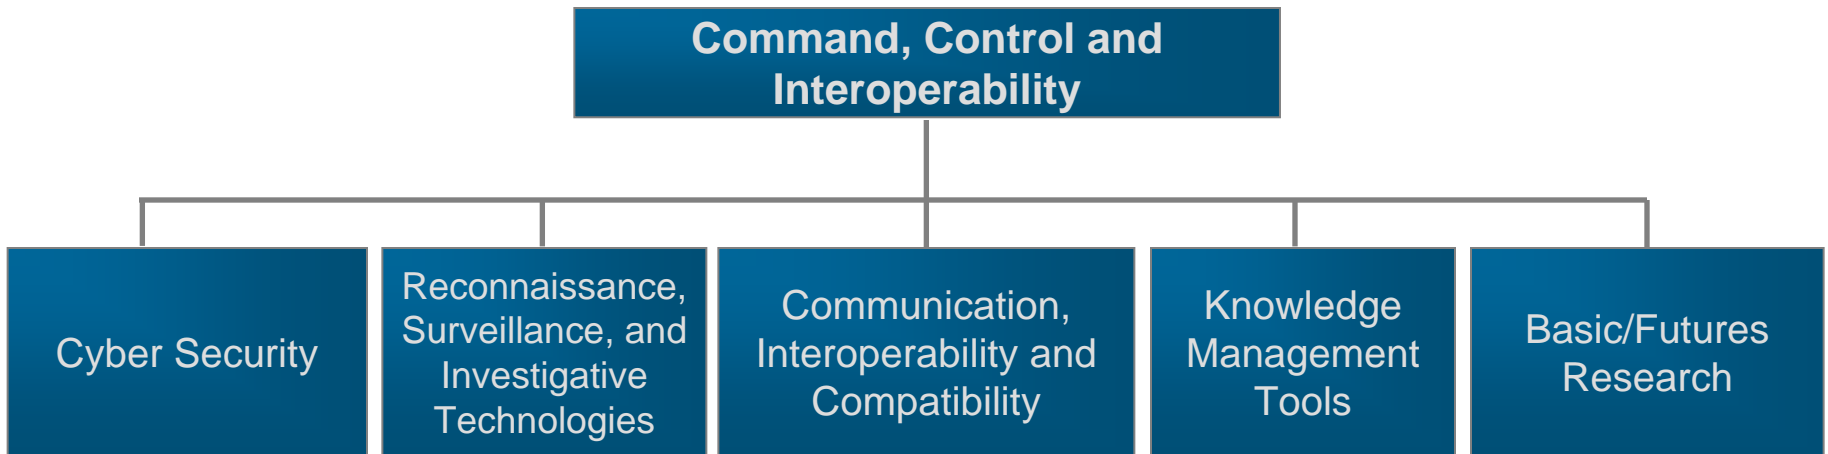 Command, Control and
Interoperability
Cyber Security
Reconnaissance,
Surveillance, and
Investigative
Technologies
Communication,
Interoperability and
Compatibility
Knowledge
Management
Tools
Basic/Futures
Research